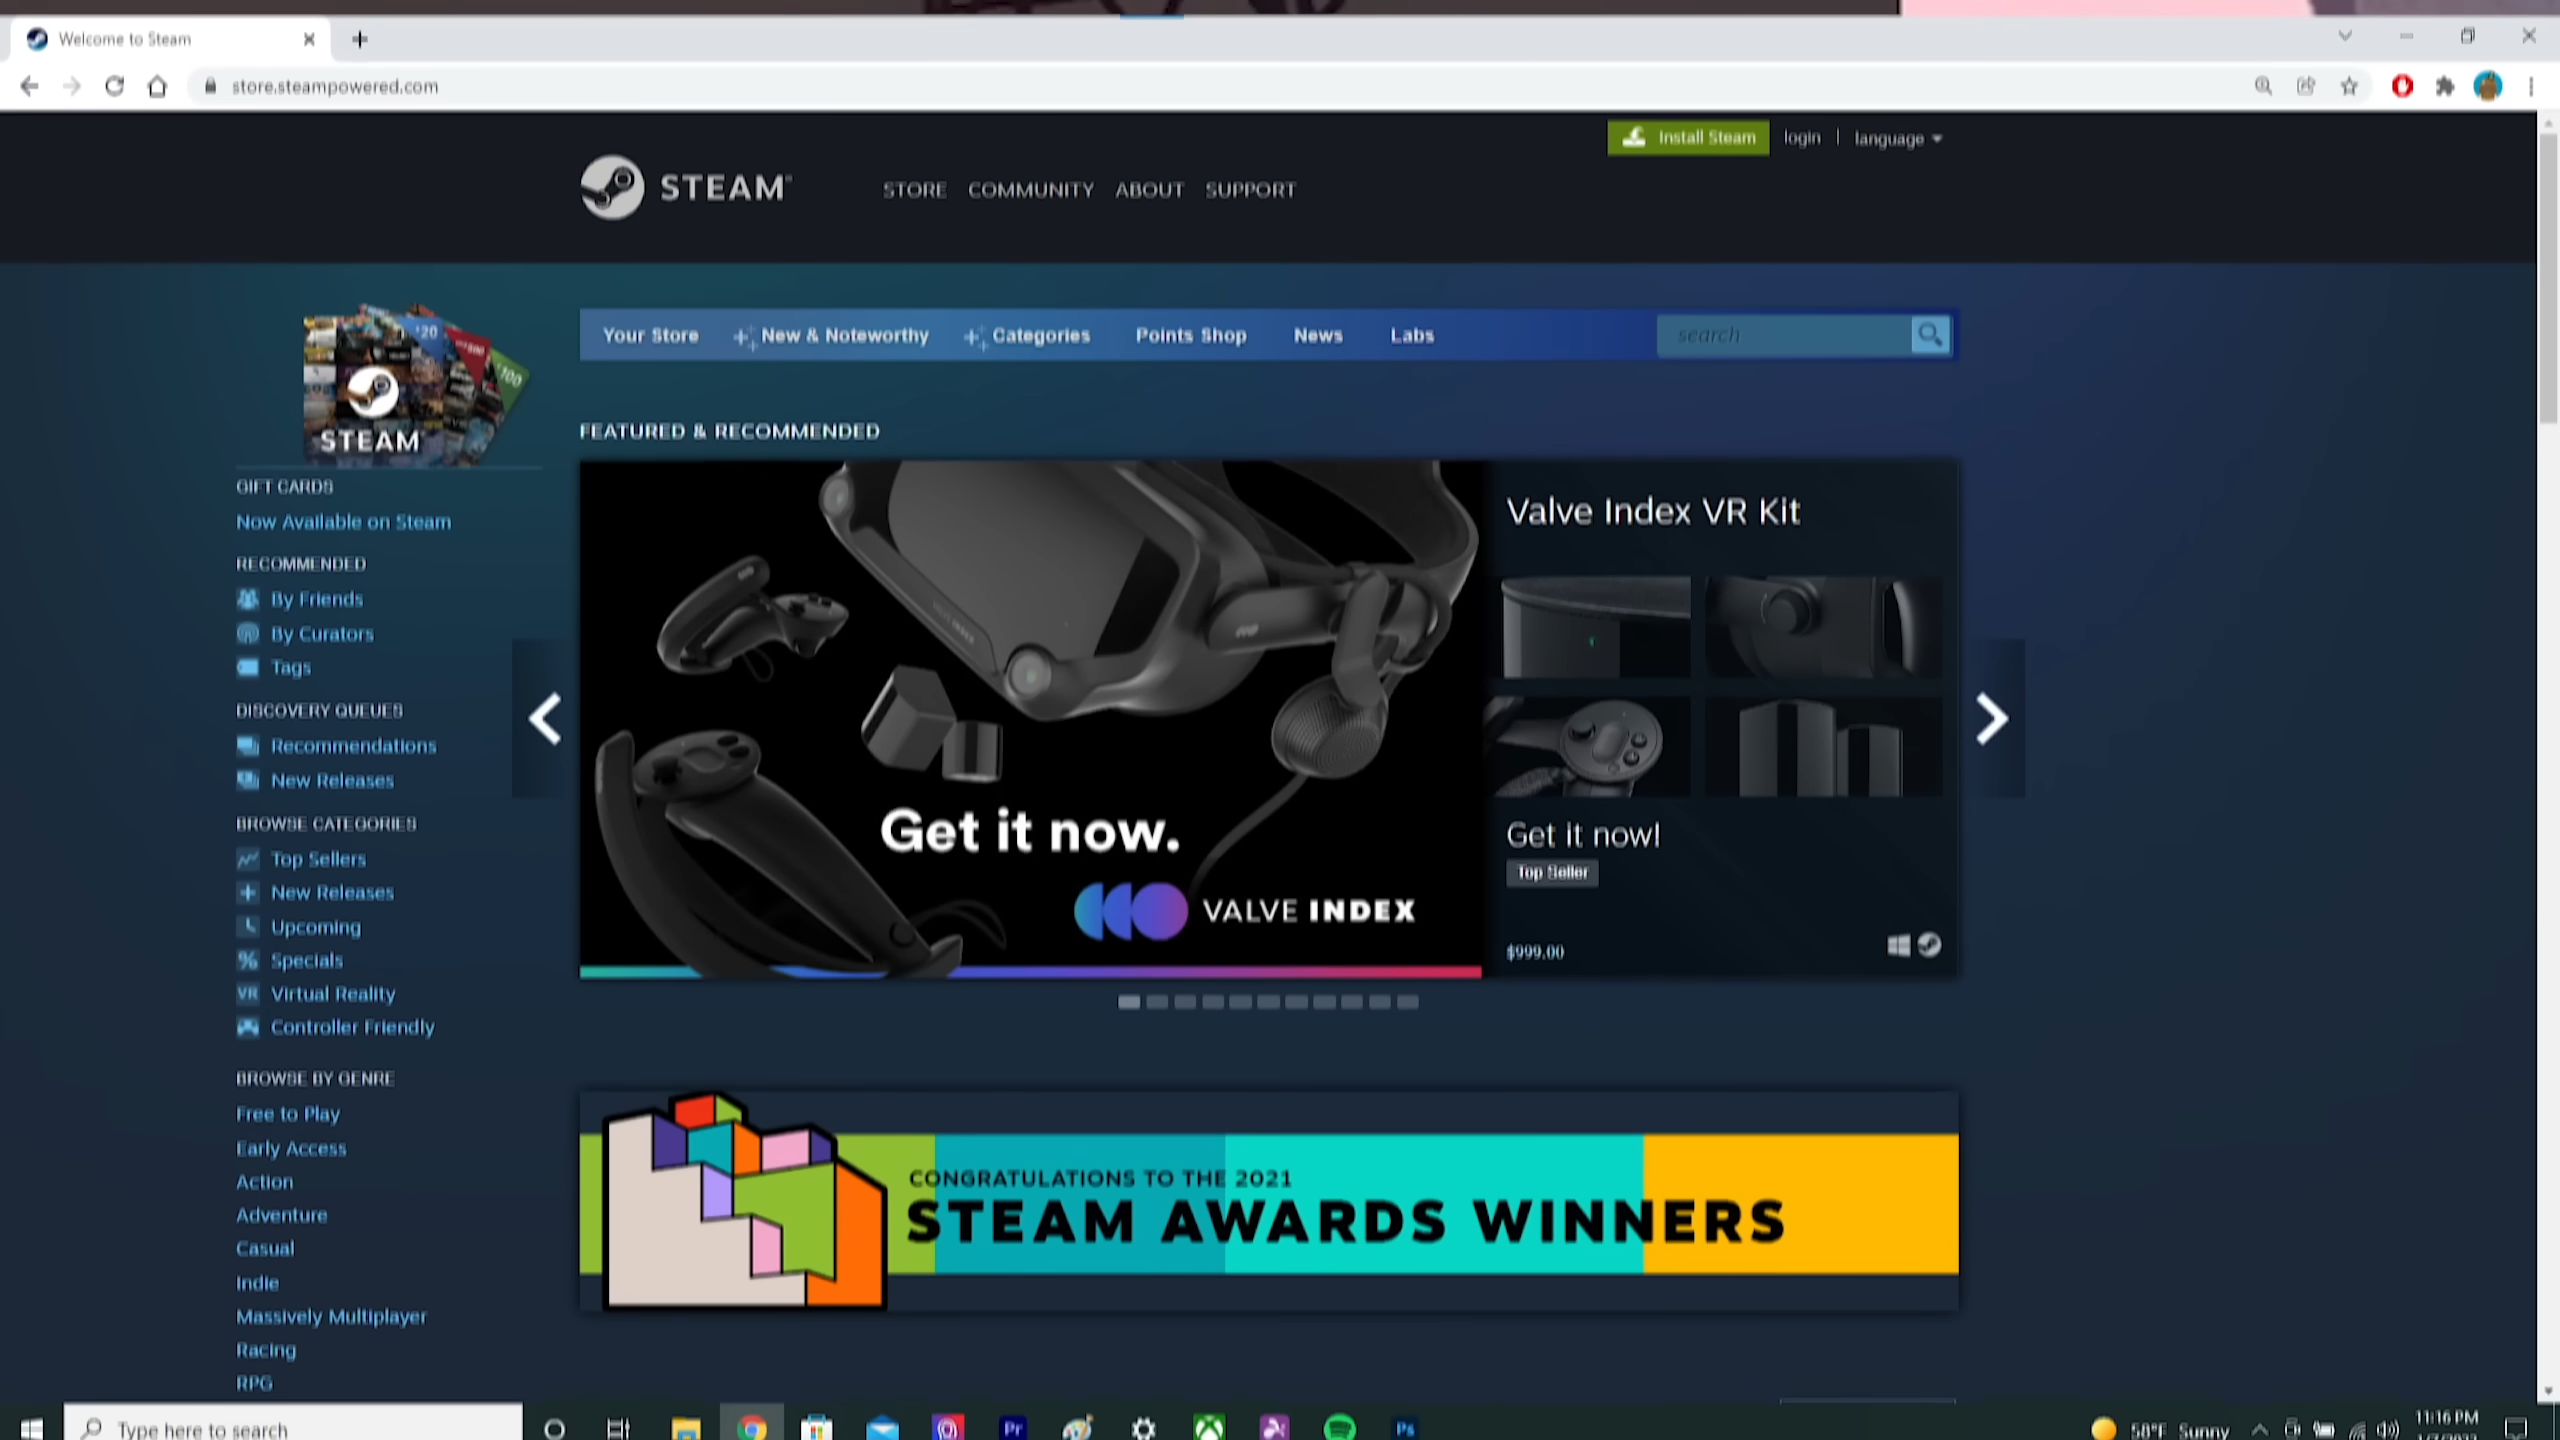 Welcome to Steam
store.steampowered.com
Install Steam
login
language
STEAM
STORE COMMUNITY ABOUT SUPPORT
Your Store New & Noteworthy Categories Points Shop News Labs
search
$20
$100
STEAM
FEATURED & RECOMMENDED
GIFT CARDS
Now Available on Steam
RECOMMENDED
By Friends
By Curators
Tags
DISCOVERY QUEUES
Recommendations
New Releases
BROWSE CATEGORIES
Top Sellers
New Releases
Upcoming
% Specials
VR Virtual Reality
Controller Friendly
BROWSE BY GENRE
Free to Play
Early Access
Action
Adventure
Casual
Indie
Massively Multiplayer
Racing
RPG
Get it now.
VALVE INDEX
Valve Index VR Kit
Get it now!
Top Seller
$999.00
CONGRATULATIONS TO THE 2021
STEAM AWARDS WINNERS
Type here to search
Pr
Ps
58°F Sunny
11:16 PM